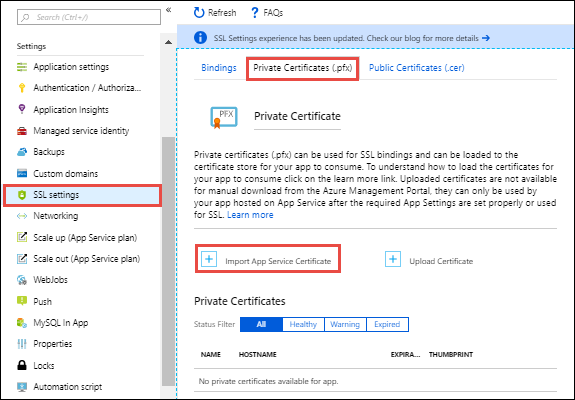 Search (Ctrl+/)
«
Settings
Application settings
Authentication / Authoriza...
Application Insights
Managed service identity
Backups
Custom domains
SSL settings
Networking
Scale up (App Service plan)
Scale out (App Service plan)
WebJobs
Push
MySQL In App
Properties
Locks
Automation script
Refresh
FAQs
SSL Settings experience has been updated. Check our blog for more details
Bindings
Private Certificates (.pfx)
Public Certificates (.cer)
PFX
Private Certificate
Private certificates (.pfx) can be used for SSL bindings and can be loaded to the
certificate store for your app to consume. To understand how to load the certificates for
your app to consume click on the learn more link. Uploaded certificates are not available
for manual download from the Azure Management Portal, they can only be used by
your app hosted on App Service after the required App Settings are set properly or used
for SSL. Learn more
Import App Service Certificate
Upload Certificate
Private Certificates
Status Filter
All
Healthy
Warning
Expired
NAME
HOSTNAME
EXPIRA...
THUMBPRINT
No private certificates available for app.